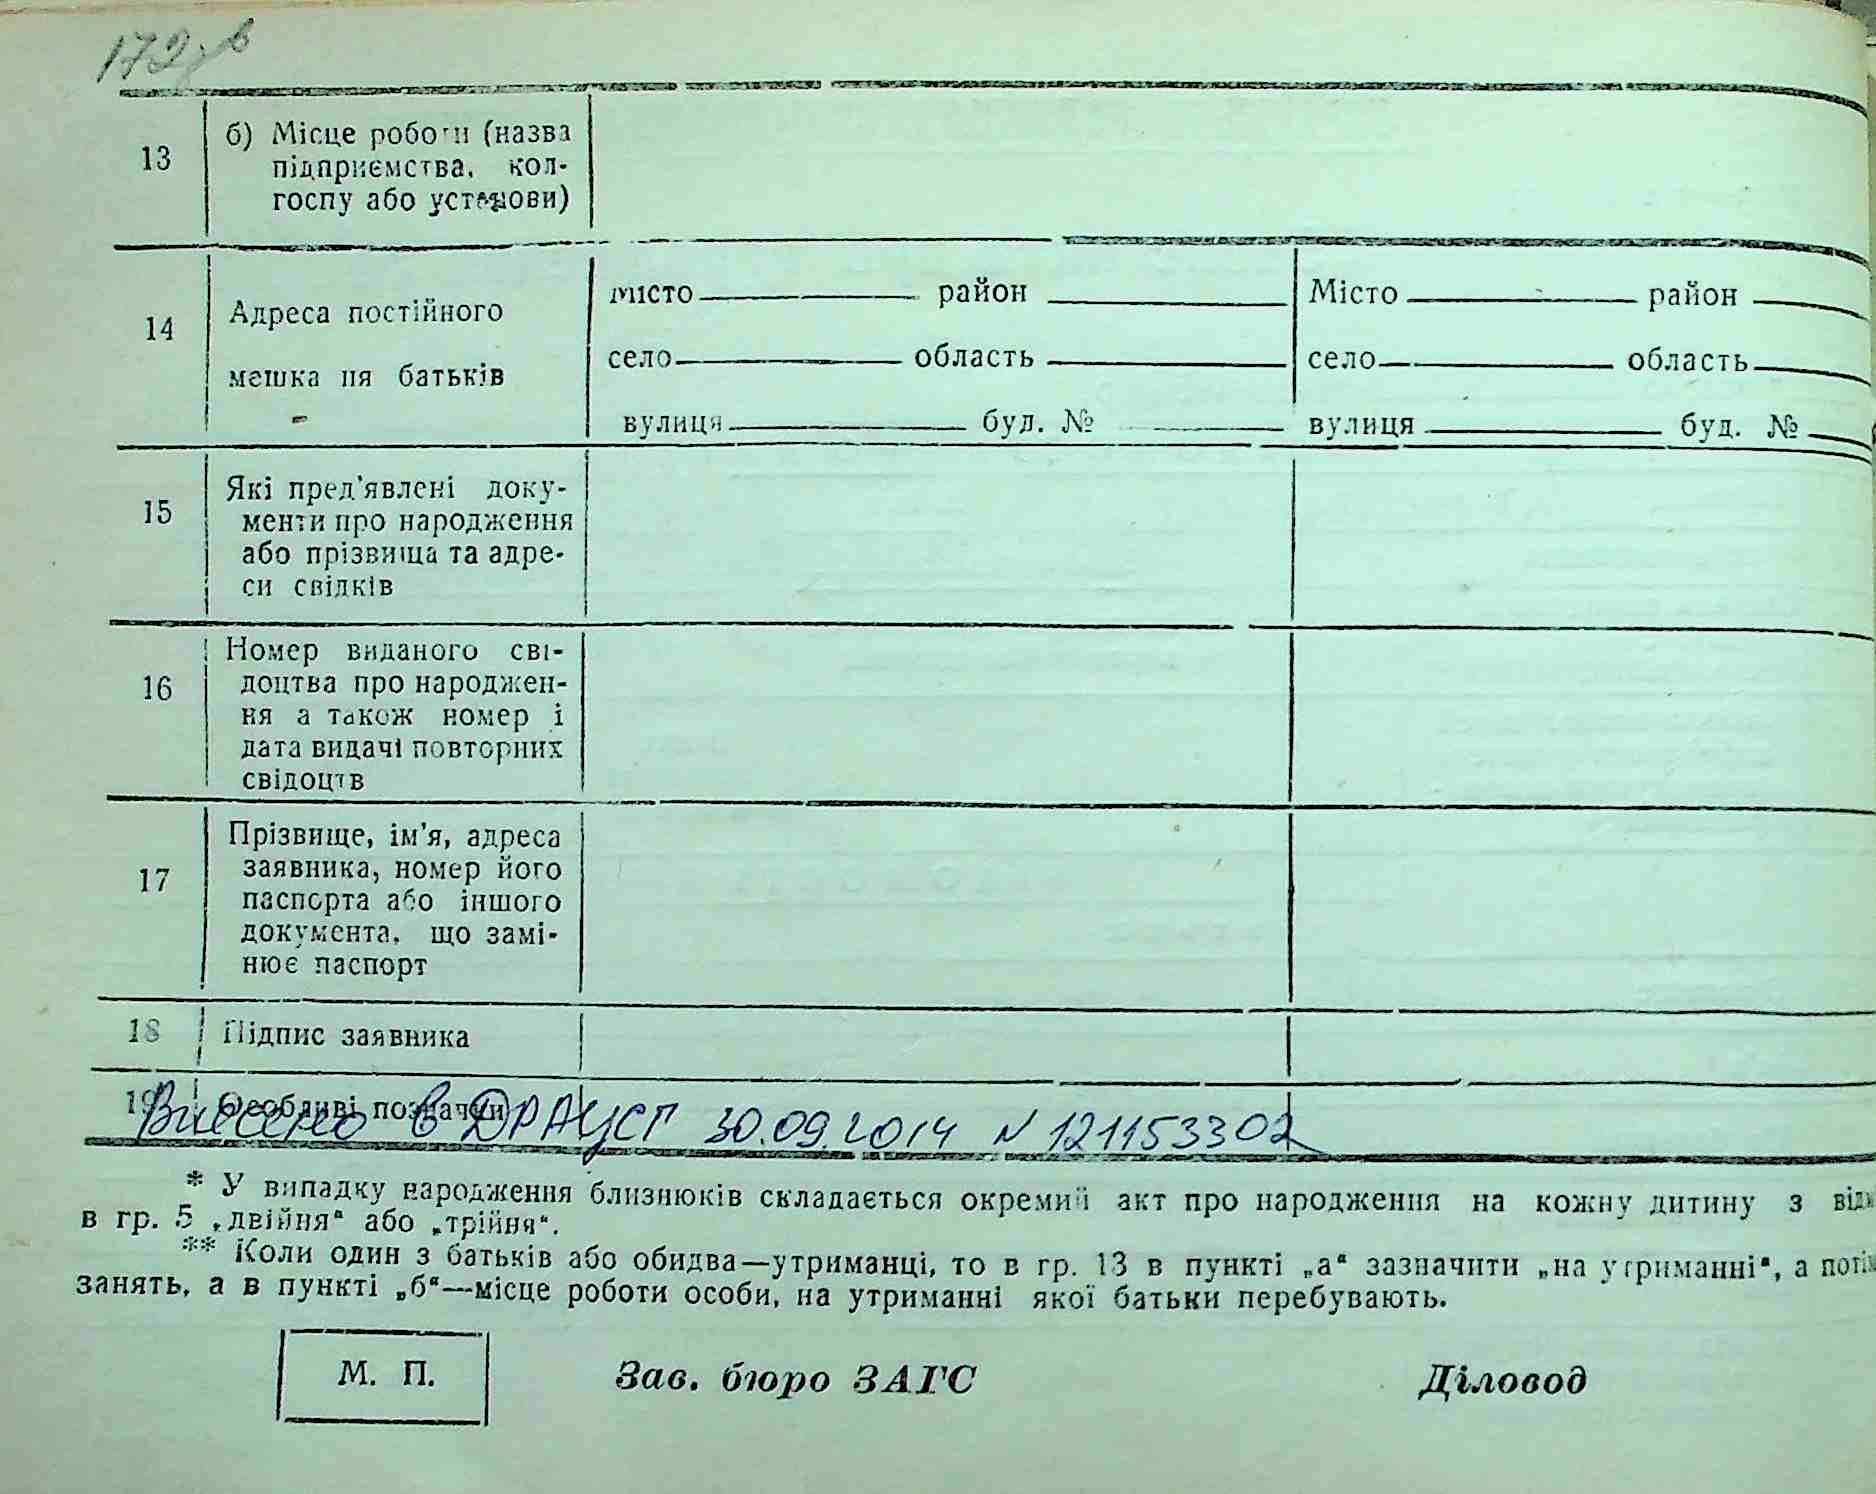 172зв
13
б) Місце роботи (назва
підприємства, кол-
госпу або установи)
14
Адреса постійного
мешкання батьків
місто район
село область
вулиця буд. №
Місто район
село область
вулиця буд. №
15
Які пред'явлені доку-
менти про народження
або прізвища та адре-
си свідків
16
Номер виданого сві-
доцтва про народжен-
ня а також номер і
дата видачі повторних
свідоцтв
17
Прізвище, ім'я, адреса
заявника, номер його
паспорта або іншого
документа, що замі-
нює паспорт
18 Підпис заявника
19 Особливі позначки
Внесено в ДРАЦСГ 30.09.2014 N 121153302
* У випадку народження близнюків складається окремий акт про народження на кожну дитину з
в гр. 5 „двійня“ або „трійня“.
** Коли один з батьків або обидва—утриманці, то в гр. 13 в пункті „а“ зазначити „на утриманні“, а
занять, а в пункті „б“—місце роботи особи, на утриманні якої батьки перебувають.
М. П. Зав. бюро ЗАГС Діловод